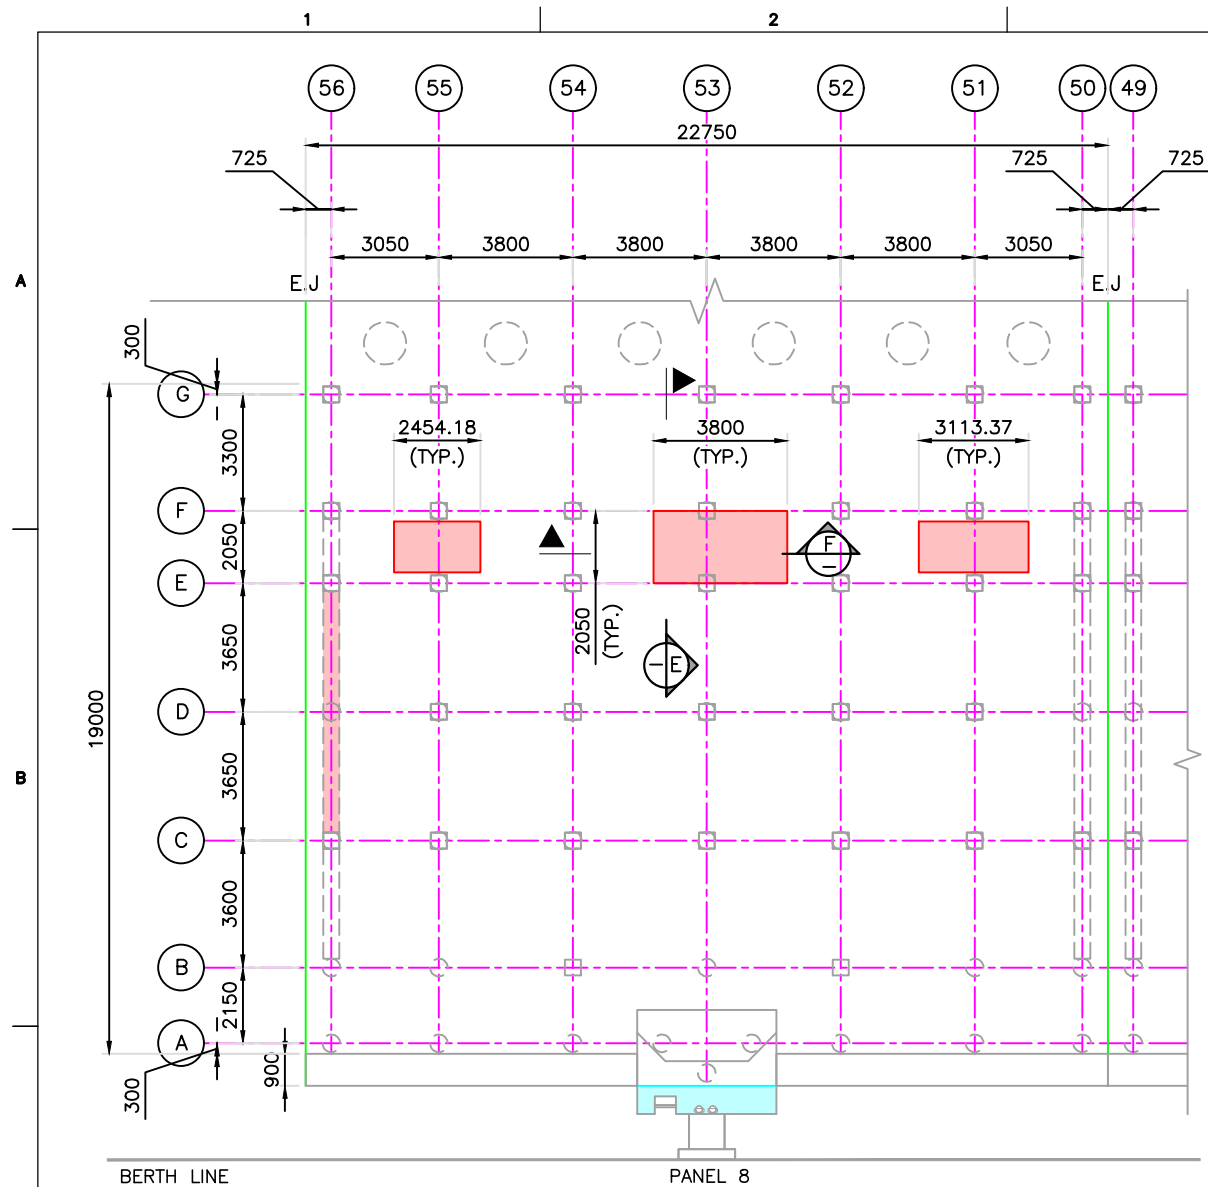 1 2
56 55 54 53 52 51 50 49
22750
725 725 725
3050 3800 3800 3800 3800 3050
A
E.J E.J
300
G
2454.18 3800 3113.37
(TYP.) (TYP.) (TYP.)
3300
F
2050
F
–
E
2050
(TYP.)
– E
3650
D
19000
B
3650
C
3600
B
2150
A
900
300
BERTH LINE PANEL 8